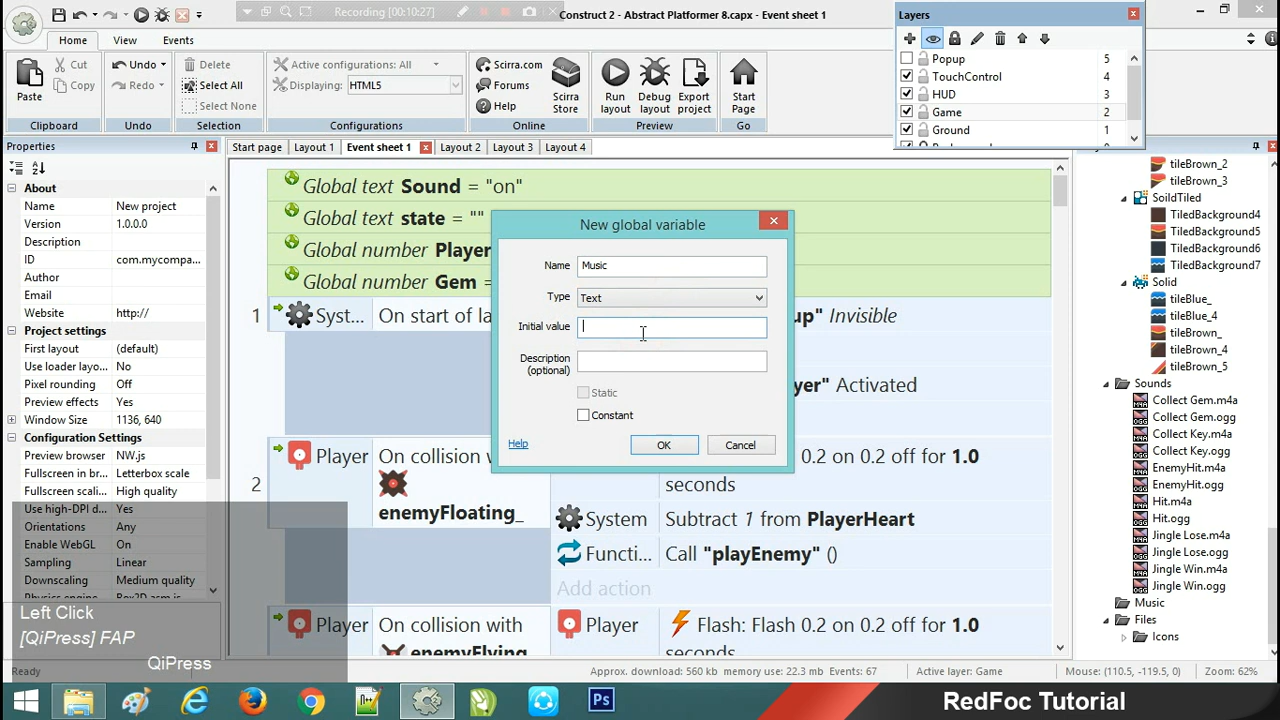 Recording [00:10:27]
Construct 2 - Abstract Platformer 8.capx - Event sheet 1
Home
View
Events
Paste
Cut
Copy
Clipboard
Undo
Redo
Undo
Delete
Select All
Select None
Selection
Active configurations: All
Displaying: HTML5
Configurations
Scirra.com
Forums
Help
Scirra Store
Online
Run layout
Debug layout
Export project
Preview
Start Page
Go
Layers
Popup 5
TouchControl 4
HUD 3
Game 2
Ground 1
Properties
About
Name New project
Version 1.0.0.0
Description
ID com.mycompa...
Author
Email
Website http://
Project settings
First layout (default)
Use loader layo... No
Pixel rounding Off
Preview effects Yes
Window Size 1136, 640
Configuration Settings
Preview browser NW.js
Fullscreen in br... Letterbox scale
Fullscreen scali... High quality
Use high-DPI d... Yes
Orientations Any
Enable WebGL On
Sampling Linear
Downscaling Medium quality
Left Click
[QiPress] FAP
QiPress
Ready
Start page
Layout 1
Event sheet 1
Layout 2
Layout 3
Layout 4
Global text Sound = "on"
Global text state = ""
Global number Player
Global number Gem =
1 Syst... On start of la
up" Invisible
yer" Activated
2 Player On collision w
enemyFloating_
0.2 on 0.2 off for 1.0
seconds
System Subtract 1 from PlayerHeart
Functi... Call "playEnemy" ()
Add action
Player On collision with
enemyFlying
Player Flash: Flash 0.2 on 0.2 off for 1.0
seconds
New global variable
Name Music
Type Text
Initial value
Description (optional)
Static
Constant
Help
OK
Cancel
tileBrown_2
tileBrown_3
SoildTiled
TiledBackground4
TiledBackground5
TiledBackground6
TiledBackground7
Solid
tileBlue_
tileBlue_4
tileBrown_
tileBrown_4
tileBrown_5
Sounds
Collect Gem.m4a
Collect Gem.ogg
Collect Key.m4a
Collect Key.ogg
EnemyHit.m4a
EnemyHit.ogg
Hit.m4a
Hit.ogg
Jingle Lose.m4a
Jingle Lose.ogg
Jingle Win.m4a
Jingle Win.ogg
Music
Files
Icons
Approx. download: 560 kb
memory use: 22.3 mb
Events: 67
Active layer: Game
Mouse: (110.5, -119.5, 0)
Zoom: 62%
Ps
RedFoc Tutorial